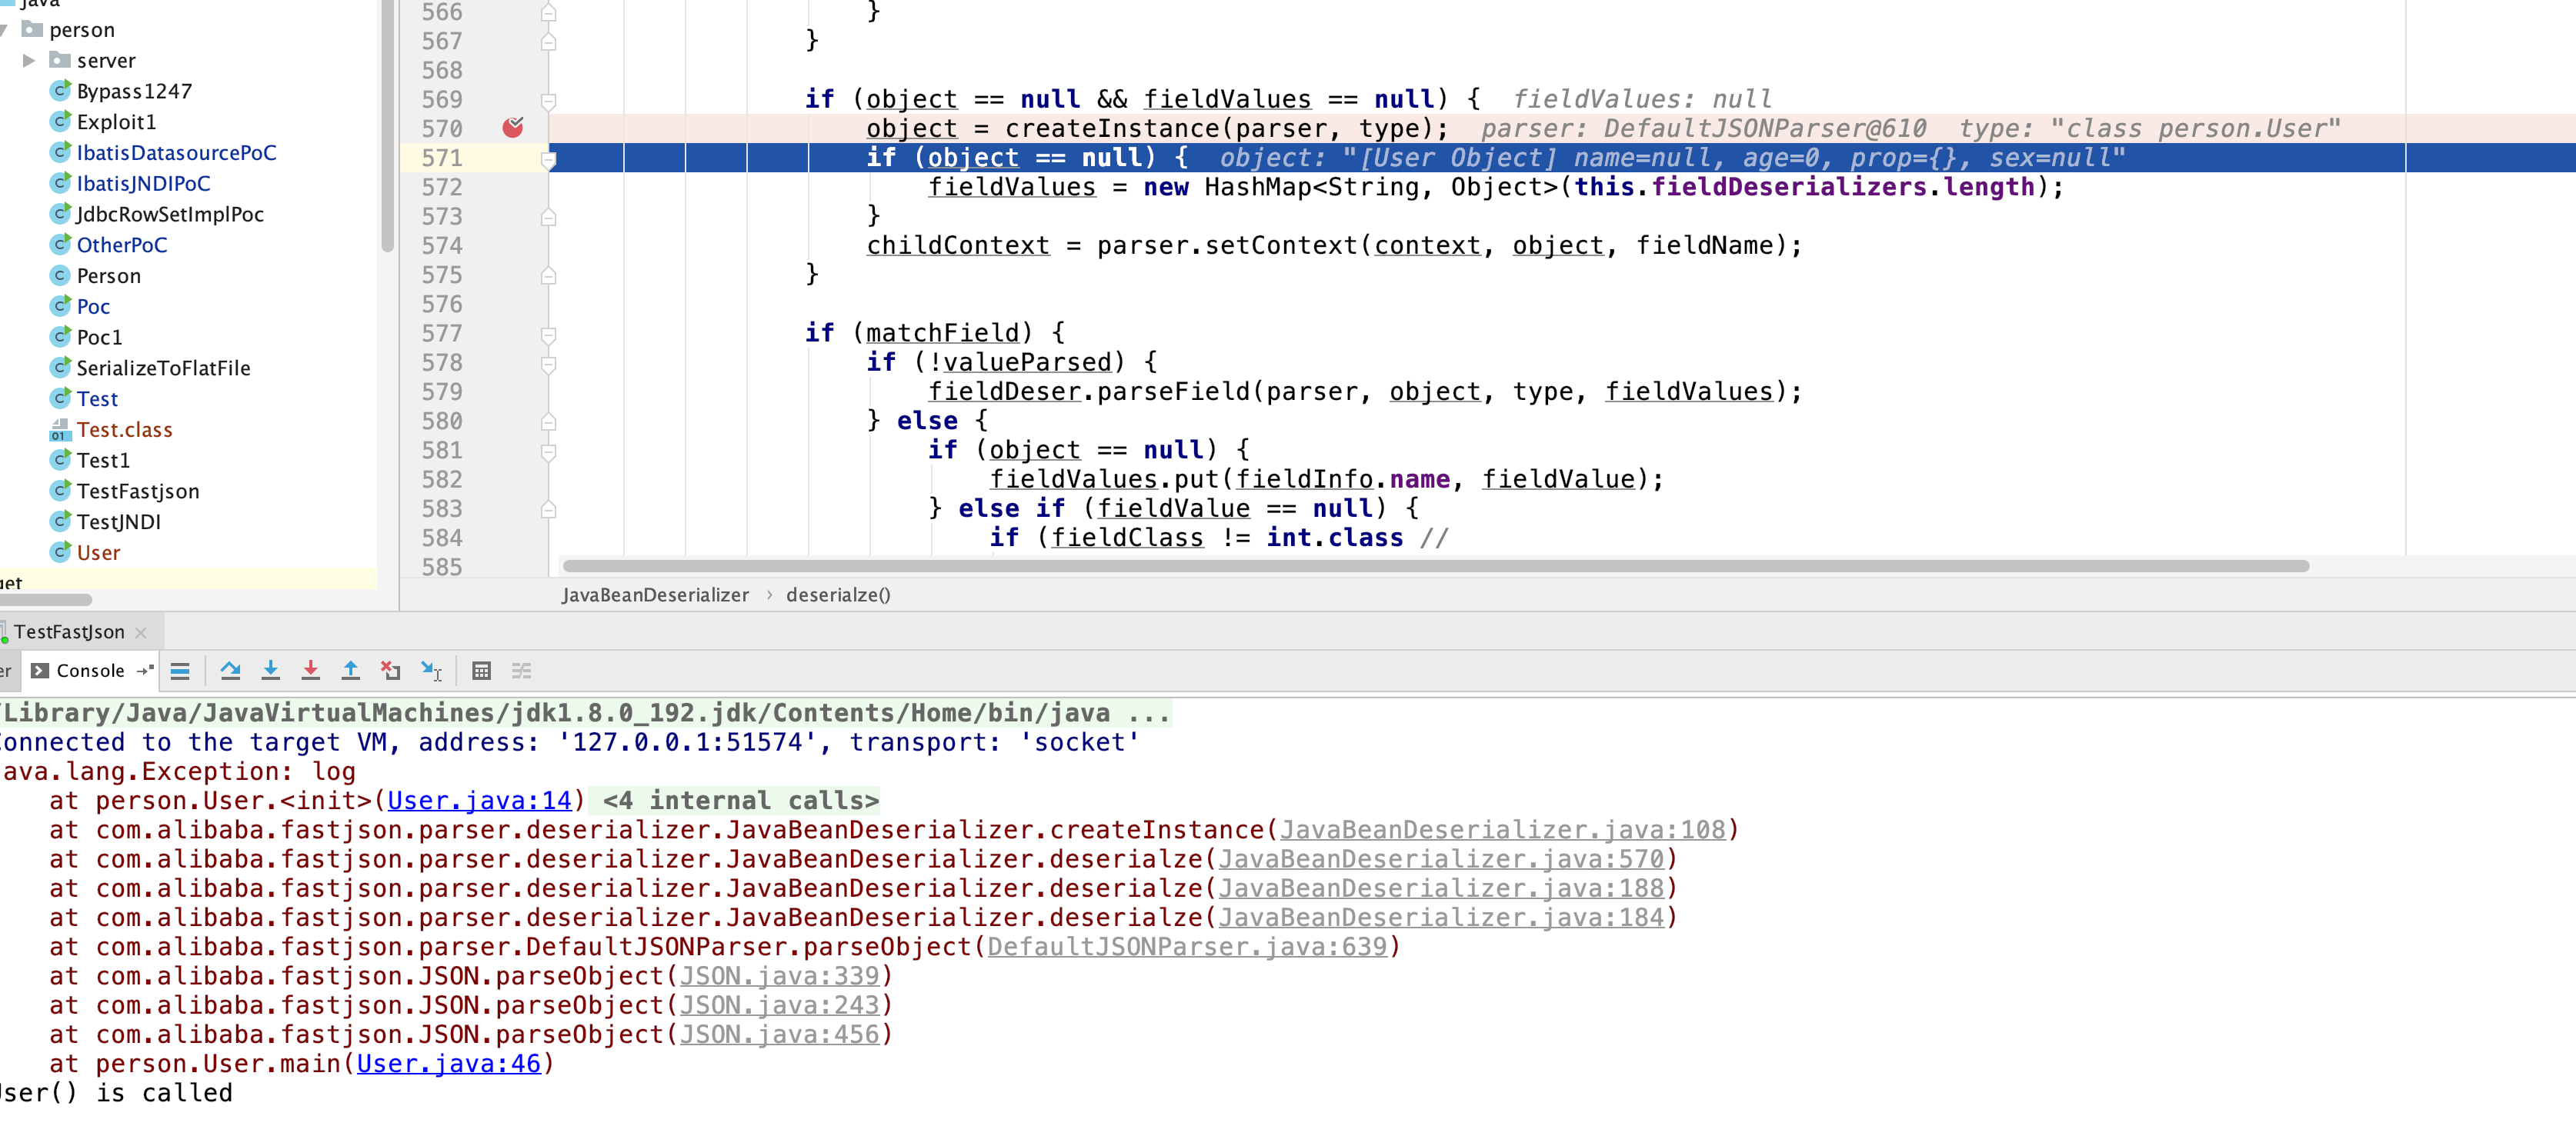 java
person
server
Bypass1247
Exploit1
IbatisDatasourcePoC
IbatisJNDIPoC
JdbcRowSetImplPoc
OtherPoC
Person
Poc
Poc1
SerializeToFlatFile
Test
Test.class
Test1
TestFastjson
TestJNDI
User
get
566 }
567 }
568
569 if (object == null && fieldValues == null) { fieldValues: null
570 object = createInstance(parser, type); parser: DefaultJSONParser@610 type: "class person.User"
571 if (object == null) { object: "[User Object] name=null, age=0, prop={}, sex=null"
572 fieldValues = new HashMap<String, Object>(this.fieldDeserializers.length);
573 }
574 childContext = parser.setContext(context, object, fieldName);
575 }
576
577 if (matchField) {
578 if (!valueParsed) {
579 fieldDeser.parseField(parser, object, type, fieldValues);
580 } else {
581 if (object == null) {
582 fieldValues.put(fieldInfo.name, fieldValue);
583 } else if (fieldValue == null) {
584 if (fieldClass != int.class //
585
JavaBeanDeserializer › deserialze()
TestFastJson
er Console
/Library/Java/JavaVirtualMachines/jdk1.8.0_192.jdk/Contents/Home/bin/java ...
Connected to the target VM, address: '127.0.0.1:51574', transport: 'socket'
java.lang.Exception: log
at person.User.<init>(User.java:14) <4 internal calls>
at com.alibaba.fastjson.parser.deserializer.JavaBeanDeserializer.createInstance(JavaBeanDeserializer.java:108)
at com.alibaba.fastjson.parser.deserializer.JavaBeanDeserializer.deserialze(JavaBeanDeserializer.java:570)
at com.alibaba.fastjson.parser.deserializer.JavaBeanDeserializer.deserialze(JavaBeanDeserializer.java:188)
at com.alibaba.fastjson.parser.deserializer.JavaBeanDeserializer.deserialze(JavaBeanDeserializer.java:184)
at com.alibaba.fastjson.parser.DefaultJSONParser.parseObject(DefaultJSONParser.java:639)
at com.alibaba.fastjson.JSON.parseObject(JSON.java:339)
at com.alibaba.fastjson.JSON.parseObject(JSON.java:243)
at com.alibaba.fastjson.JSON.parseObject(JSON.java:456)
at person.User.main(User.java:46)
User() is called